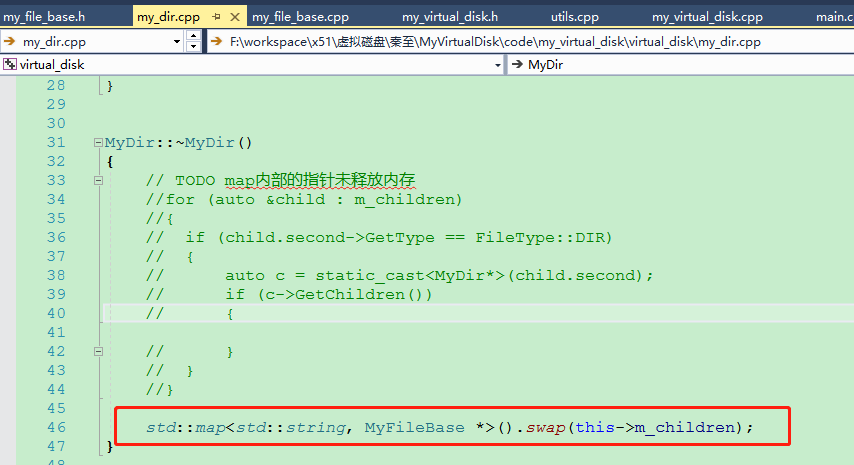 my_file_base.h my_dir.cpp my_file_base.cpp my_virtual_disk.h utils.cpp my_virtual_disk.cpp main.c
my_dir.cpp F:\workspace\x51\虚拟磁盘\秦至\MyVirtualDisk\code\my_virtual_disk\virtual_disk\my_dir.cpp
virtual_disk MyDir
28 }
29
30
31 MyDir::~MyDir()
32 {
33 // TODO map内部的指针未释放内存
34 //for (auto &child : m_children)
35 //{
36 // if (child.second->GetType == FileType::DIR)
37 // {
38 // auto c = static_cast<MyDir*>(child.second);
39 // if (c->GetChildren())
40 // {
41
42 // }
43 // }
44 //}
45
46 std::map<std::string, MyFileBase *>().swap(this->m_children);
47 }